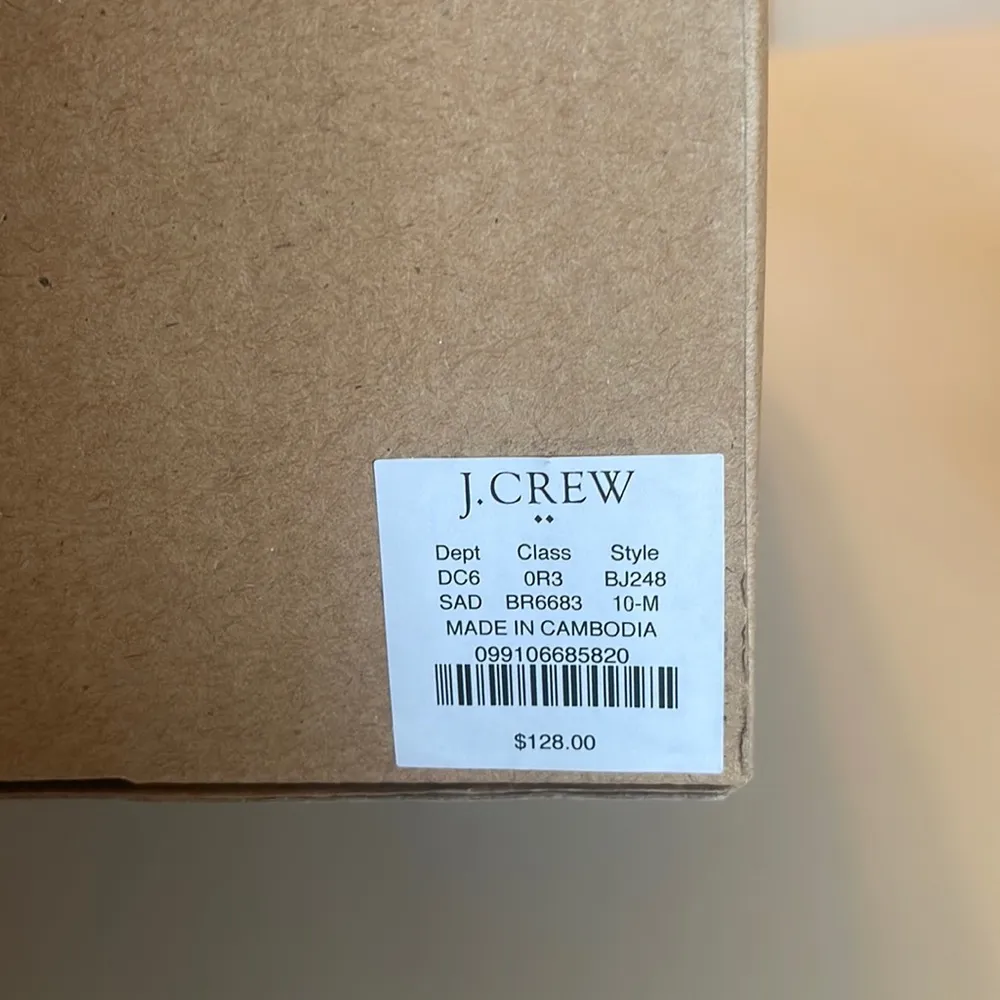 J.CREW
Dept Class Style
DC6 0R3 BJ248
SAD BR6683 10-M
MADE IN CAMBODIA
099106685820
$128.00